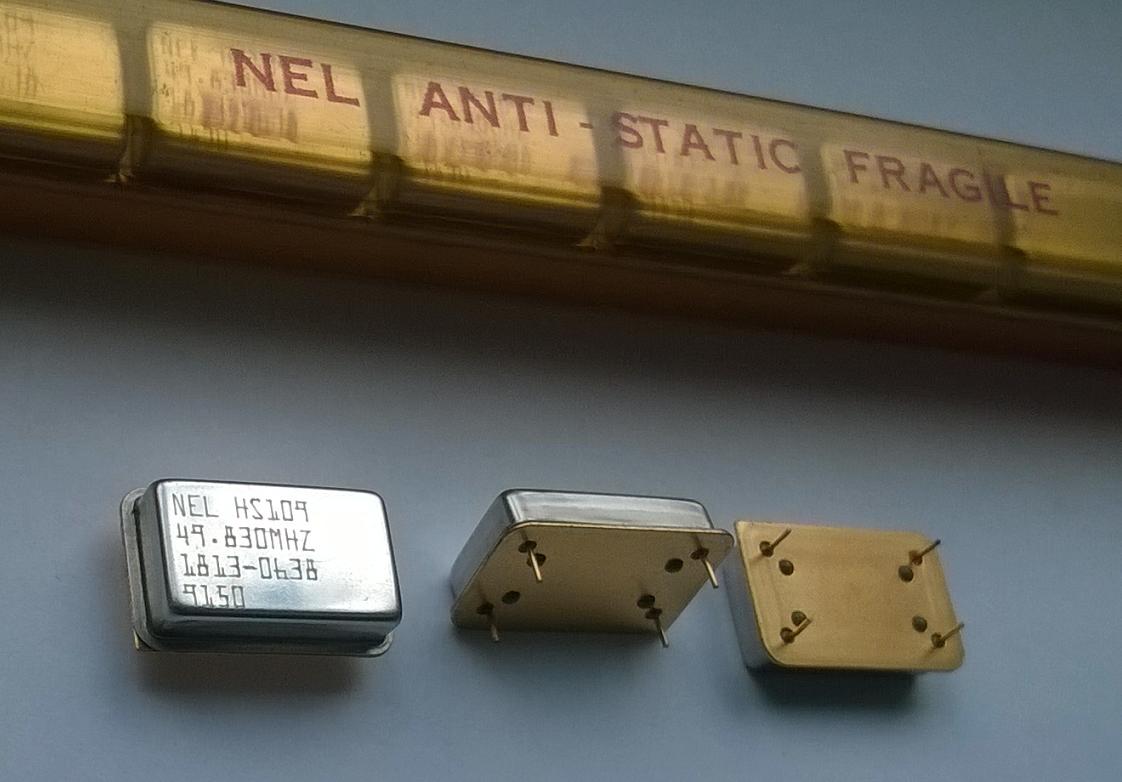 NEL ANTI-STATIC FRAGILE
NEL HS109
49.830MHZ
1813-0638
9150